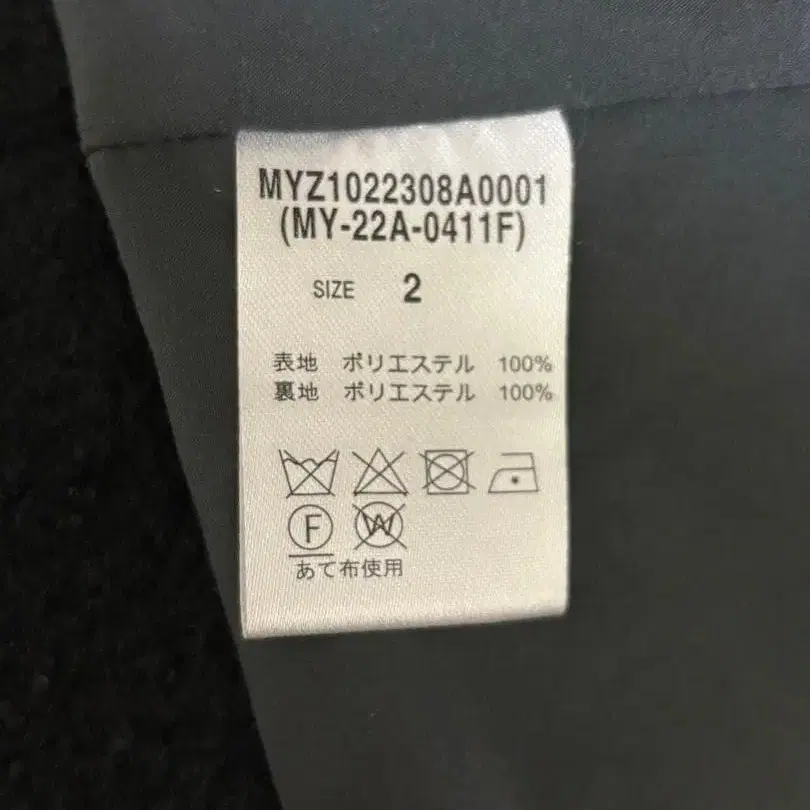 MYZ1022308A0001
(MY-22A-0411F)
SIZE 2
表地 ポリエステル 100%
裏地 ポリエステル 100%
F W
あて布使用